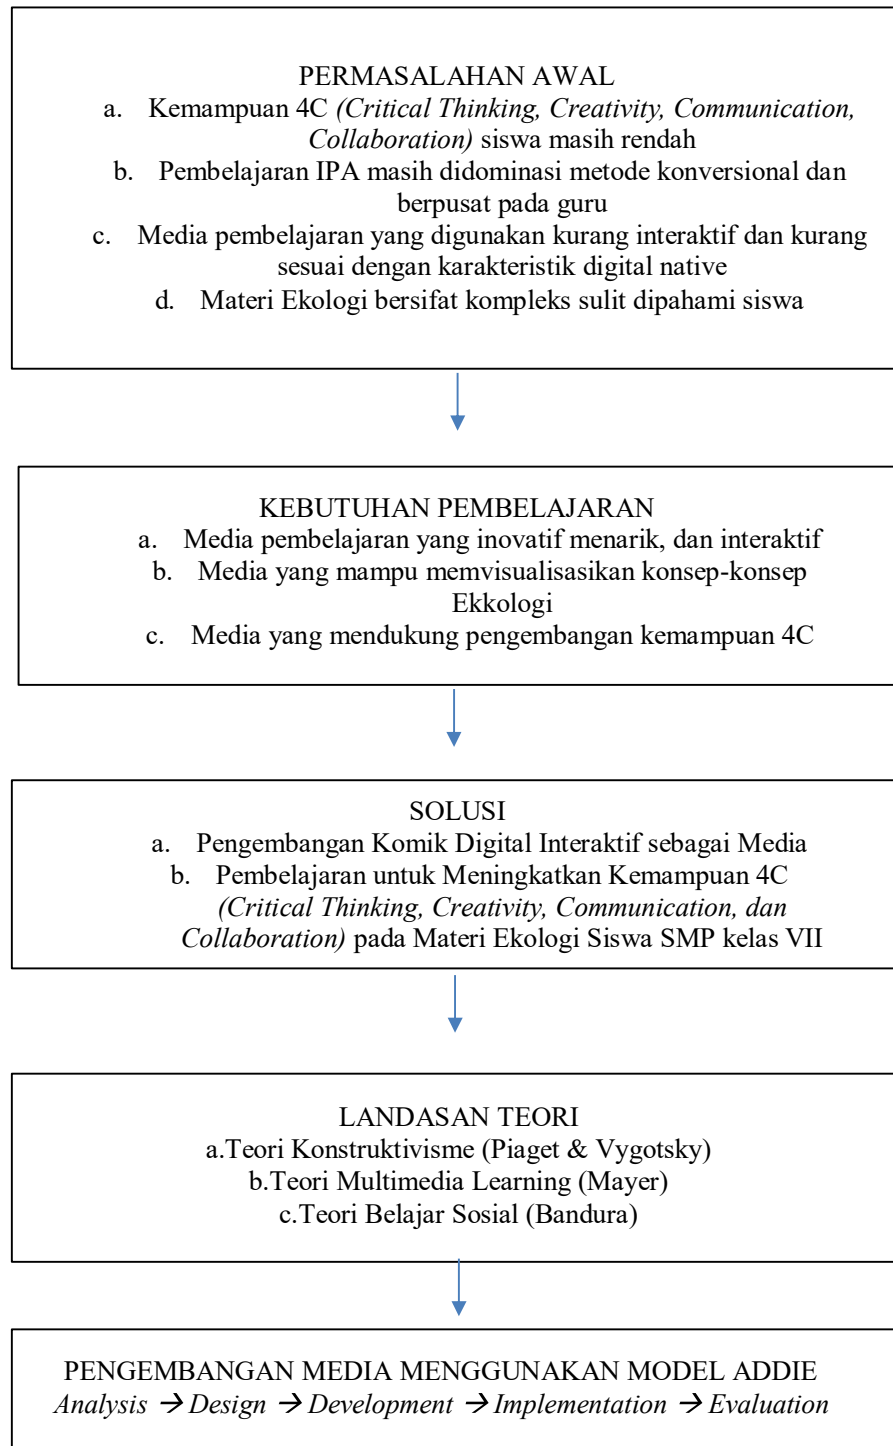 PERMASALAHAN AWAL
a. Kemampuan 4C (Critical Thinking, Creativity, Communication,
Collaboration) siswa masih rendah
b. Pembelajaran IPA masih didominasi metode konversional dan
berpusat pada guru
c. Media pembelajaran yang digunakan kurang interaktif dan kurang
sesuai dengan karakteristik digital native
d. Materi Ekologi bersifat kompleks sulit dipahami siswa
KEBUTUHAN PEMBELAJARAN
a. Media pembelajaran yang inovatif menarik, dan interaktif
b. Media yang mampu memvisualisasikan konsep-konsep
Ekkologi
c. Media yang mendukung pengembangan kemampuan 4C
SOLUSI
a. Pengembangan Komik Digital Interaktif sebagai Media
b. Pembelajaran untuk Meningkatkan Kemampuan 4C
(Critical Thinking, Creativity, Communication, dan
Collaboration) pada Materi Ekologi Siswa SMP kelas VII
LANDASAN TEORI
a.Teori Konstruktivisme (Piaget & Vygotsky)
b.Teori Multimedia Learning (Mayer)
c.Teori Belajar Sosial (Bandura)
PENGEMBANGAN MEDIA MENGGUNAKAN MODEL ADDIE
Analysis → Design → Development → Implementation → Evaluation